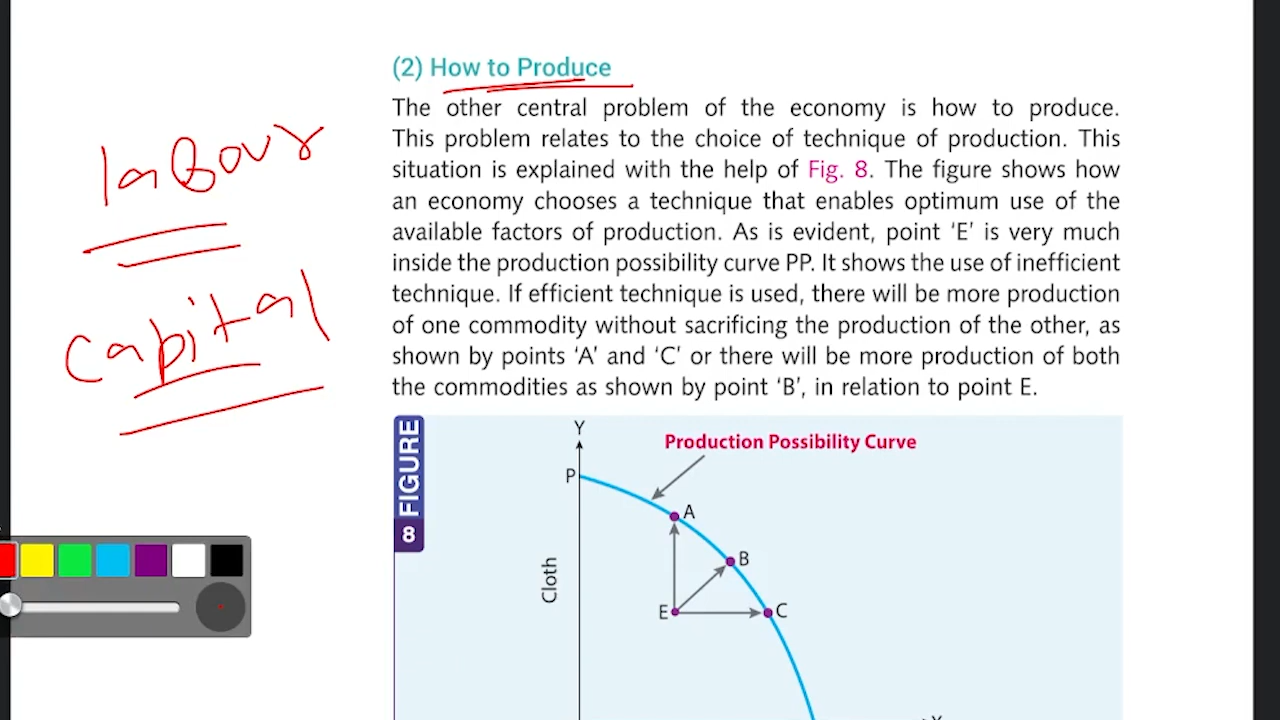 (2) How to Produce
The other central problem of the economy is how to produce.
This problem relates to the choice of technique of production. This
situation is explained with the help of Fig. 8. The figure shows how
an economy chooses a technique that enables optimum use of the
available factors of production. As is evident, point ‘E’ is very much
inside the production possibility curve PP. It shows the use of inefficient
technique. If efficient technique is used, there will be more production
of one commodity without sacrificing the production of the other, as
shown by points ‘A’ and ‘C’ or there will be more production of both
the commodities as shown by point ‘B’, in relation to point E.
labour
capital
FIGURE
8
Y
Production Possibility Curve
P
A
B
Cloth
E
C